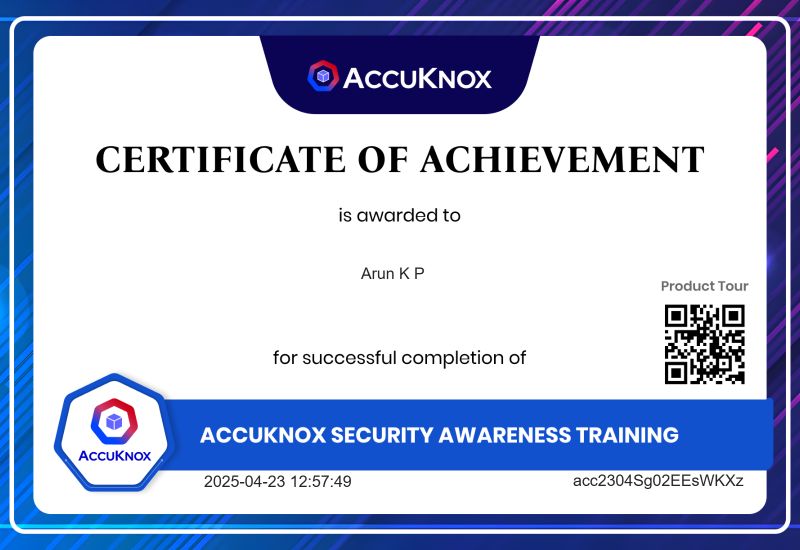 ACCUKNOX
CERTIFICATE OF ACHIEVEMENT
is awarded to
Arun K P
Product Tour
for successful completion of
ACCUKNOX SECURITY AWARENESS TRAINING
ACCUKNOX
2025-04-23 12:57:49
acc2304Sg02EEsWKXz